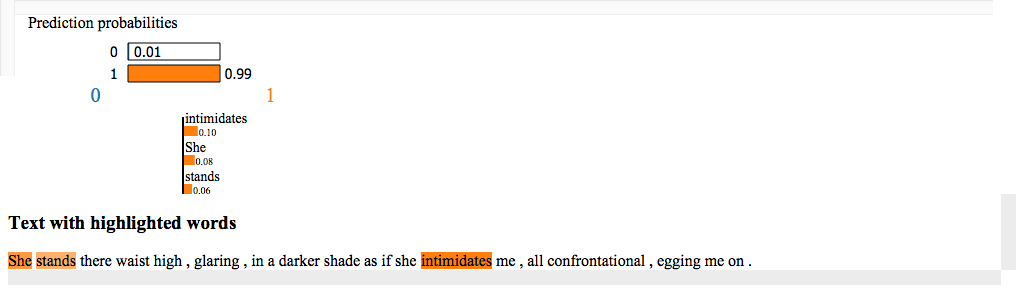 Prediction probabilities
0 0.01
1 0.99
0 1
intimidates
0.10
She
0.08
stands
0.06
Text with highlighted words
She stands there waist high , glaring , in a darker shade as if she intimidates me , all confrontational , egging me on .